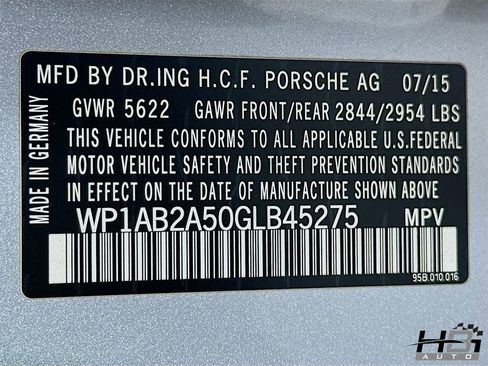 MFD BY DR.ING H.C.F. PORSCHE AG 07/15
GVWR 5622 GAWR FRONT/REAR 2844/2954 LBS
THIS VEHICLE CONFORMS TO ALL APPLICABLE U.S.FEDERAL
MOTOR VEHICLE SAFETY AND THEFT PREVENTION STANDARDS
IN EFFECT ON THE DATE OF MANUFACTURE SHOWN ABOVE
WP1AB2A50GLB45275 MPV
95B.010.016
MADE IN GERMANY
HBI
AUTO